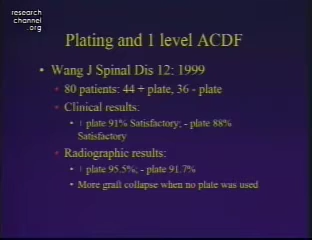 research
channel
.org
Plating and 1 level ACDF
• Wang J Spinal Dis 12: 1999
• 80 patients: 44 + plate, 36 - plate
• Clinical results:
• + plate 91% Satisfactory; - plate 88%
Satisfactory
• Radiographic results:
• + plate 95.5%; - plate 91.7%
• More graft collapse when no plate was used